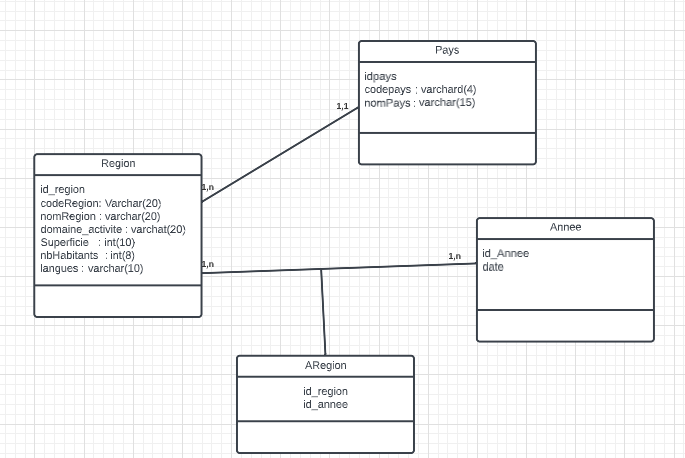 Pays
idpays
codepays : varchard(4)
nomPays : varchar(15)
1,1
Region
id_region
codeRegion: Varchar(20)
nomRegion : varchar(20)
domaine_activite : varchat(20)
Superficie : int(10)
nbHabitants : int(8)
langues : varchar(10)
1,n
1,n
1,n
Annee
id_Annee
date
ARegion
id_region
id_annee